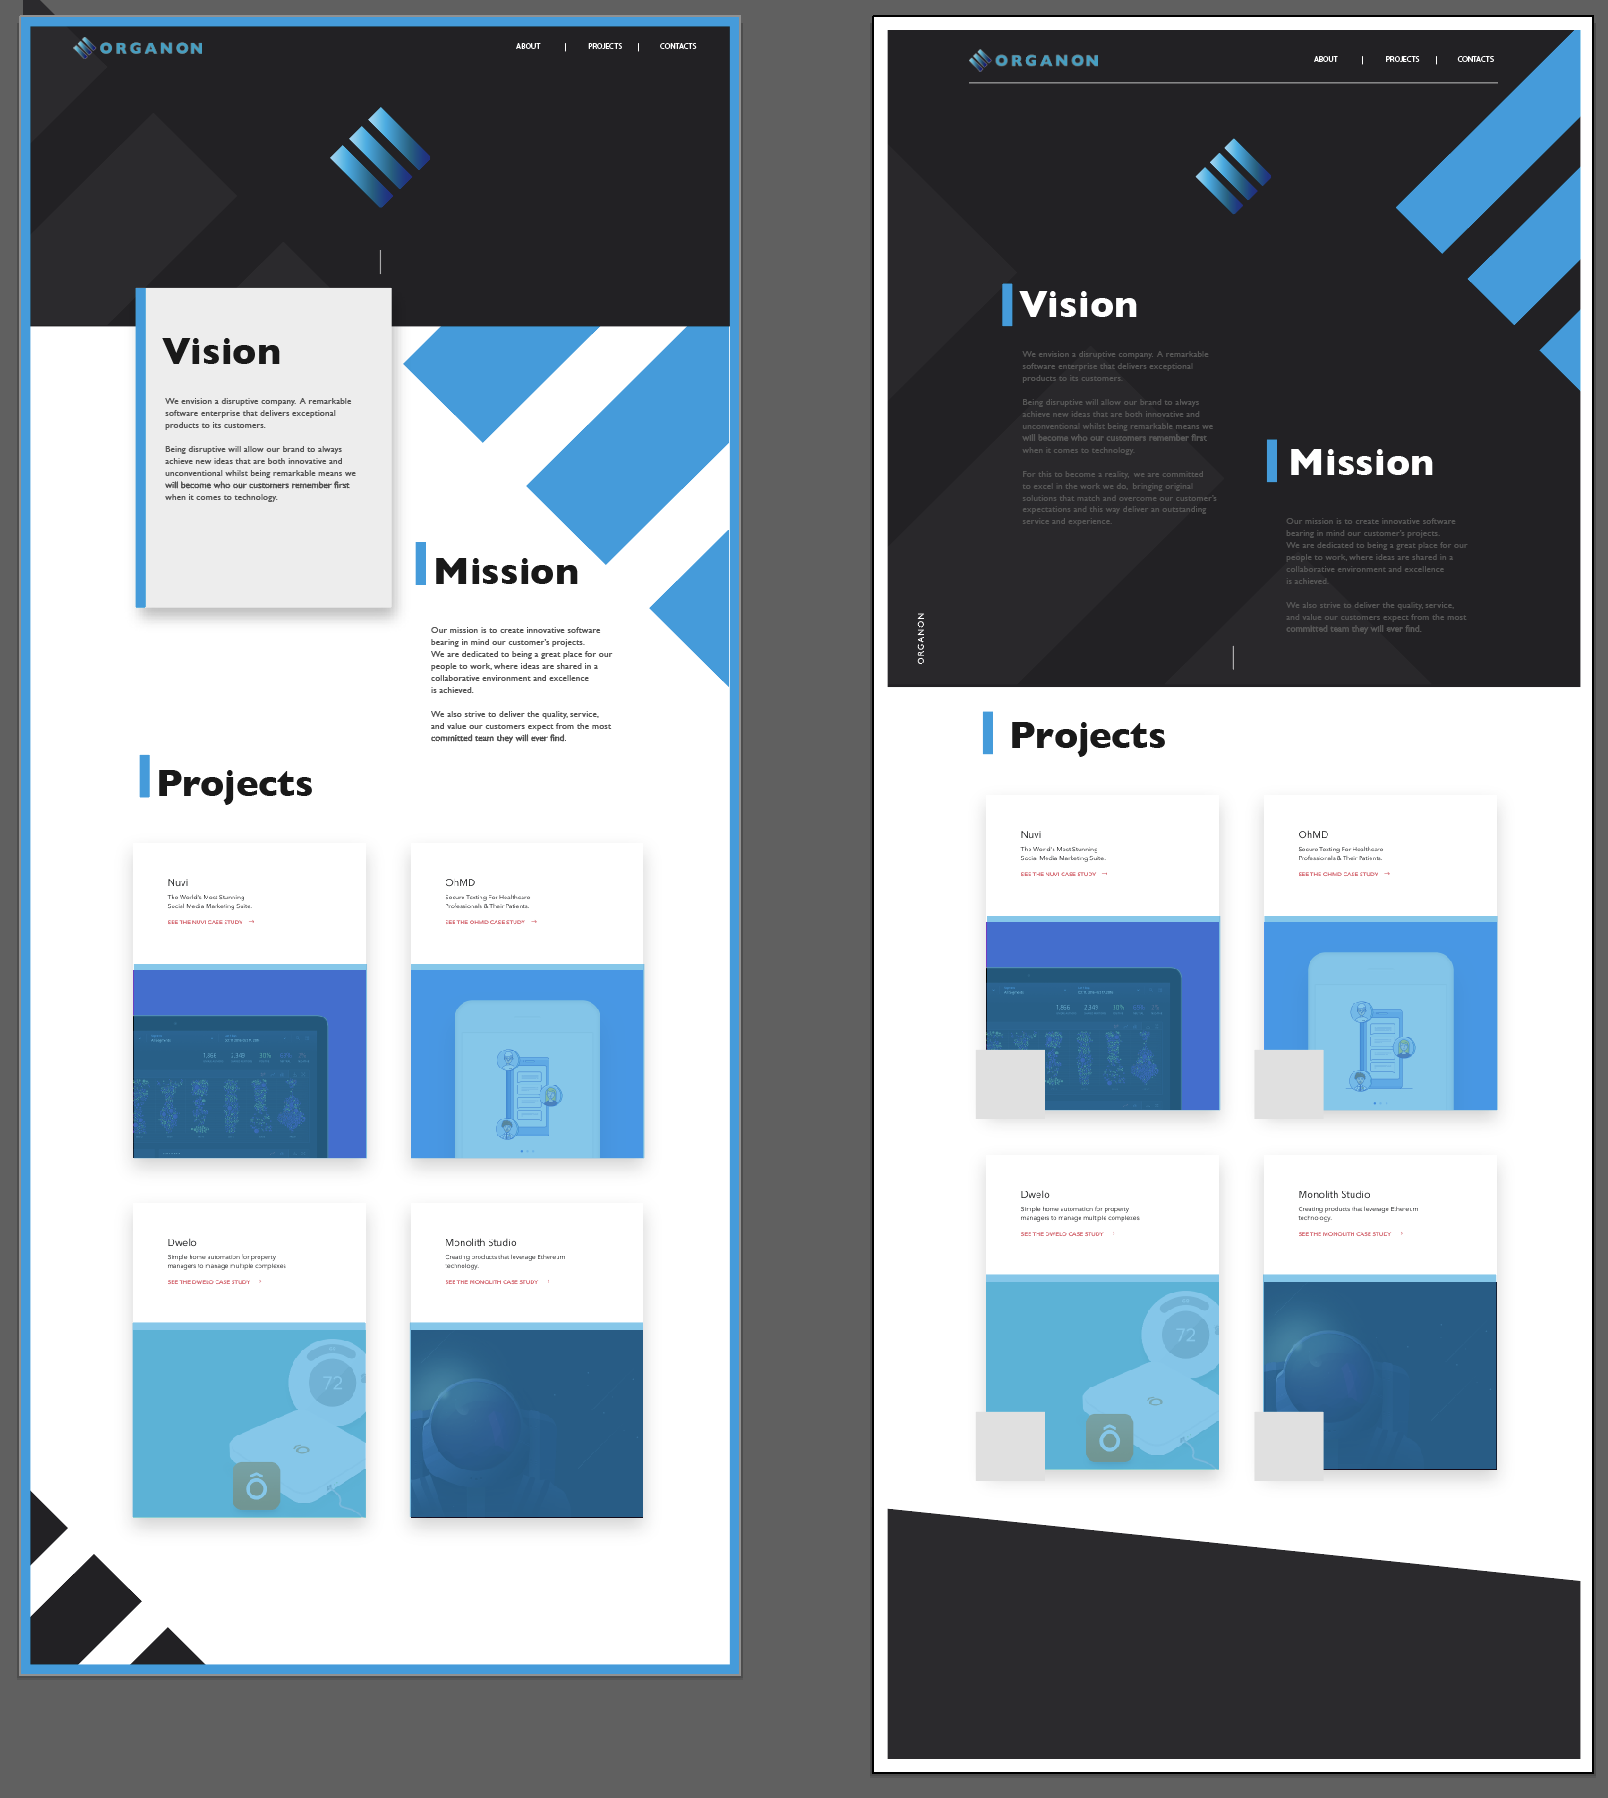 ORGANON
ABOUT | PROJECTS | CONTACTS
Vision
We envision a disruptive company. A remarkable
software enterprise that delivers exceptional
products to its customers.
Being disruptive will allow our brand to always
achieve new ideas that are both innovative and
unconventional whilst being remarkable means we
will become who our customers remember first
when it comes to technology.
Mission
Our mission is to create innovative software
bearing in mind our customer's projects.
We are dedicated to being a great place for our
people to work, where ideas are shared in a
collaborative environment and excellence
is achieved.
We also strive to deliver the quality, service,
and value our customers expect from the most
committed team they will ever find.
Projects
Nuvi
The World's Most Stunning
Social Media Marketing Suite.
SEE THE NUVI CASE STUDY →
OhMD
Secure Texting For Healthcare
Professionals & Their Patients.
SEE THE OHMD CASE STUDY →
1,866 2,349 30%
Dwelo
Simple home automation for property
managers to manage multiple complexes
SEE THE DWELO CASE STUDY
Monolith Studio
Creating products that leverage Ethereum
technology.
SEE THE MONOLITH CASE STUDY
72
ORGANON
ABOUT | PROJECTS | CONTACTS
Vision
We envision a disruptive company. A remarkable
software enterprise that delivers exceptional
products to its customers.
Being disruptive will allow our brand to always
achieve new ideas that are both innovative and
unconventional whilst being remarkable means we
will become who our customers remember first
when it comes to technology.
For this to become a reality, we are committed
to excel in the work we do, bringing original
solutions that match and overcome our customer's
expectations and this way deliver an outstanding
service and experience.
Mission
Our mission is to create innovative software
bearing in mind our customer's projects.
We are dedicated to being a great place for our
people to work, where ideas are shared in a
collaborative environment and excellence
is achieved.
We also strive to deliver the quality, service,
and value our customers expect from the most
committed team they will ever find.
ORGANON
Projects
Nuvi
The World's Most Stunning
Social Media Marketing Suite.
SEE THE NUVI CASE STUDY →
OhMD
Secure Texting For Healthcare
Professionals & Their Patients.
SEE THE OHMD CASE STUDY →
1,866 2,349 30%
Dwelo
Simple home automation for property
managers to manage multiple complexes
SEE THE DWELO CASE STUDY
Monolith Studio
Creating products that leverage Ethereum
technology.
SEE THE MONOLITH CASE STUDY
72